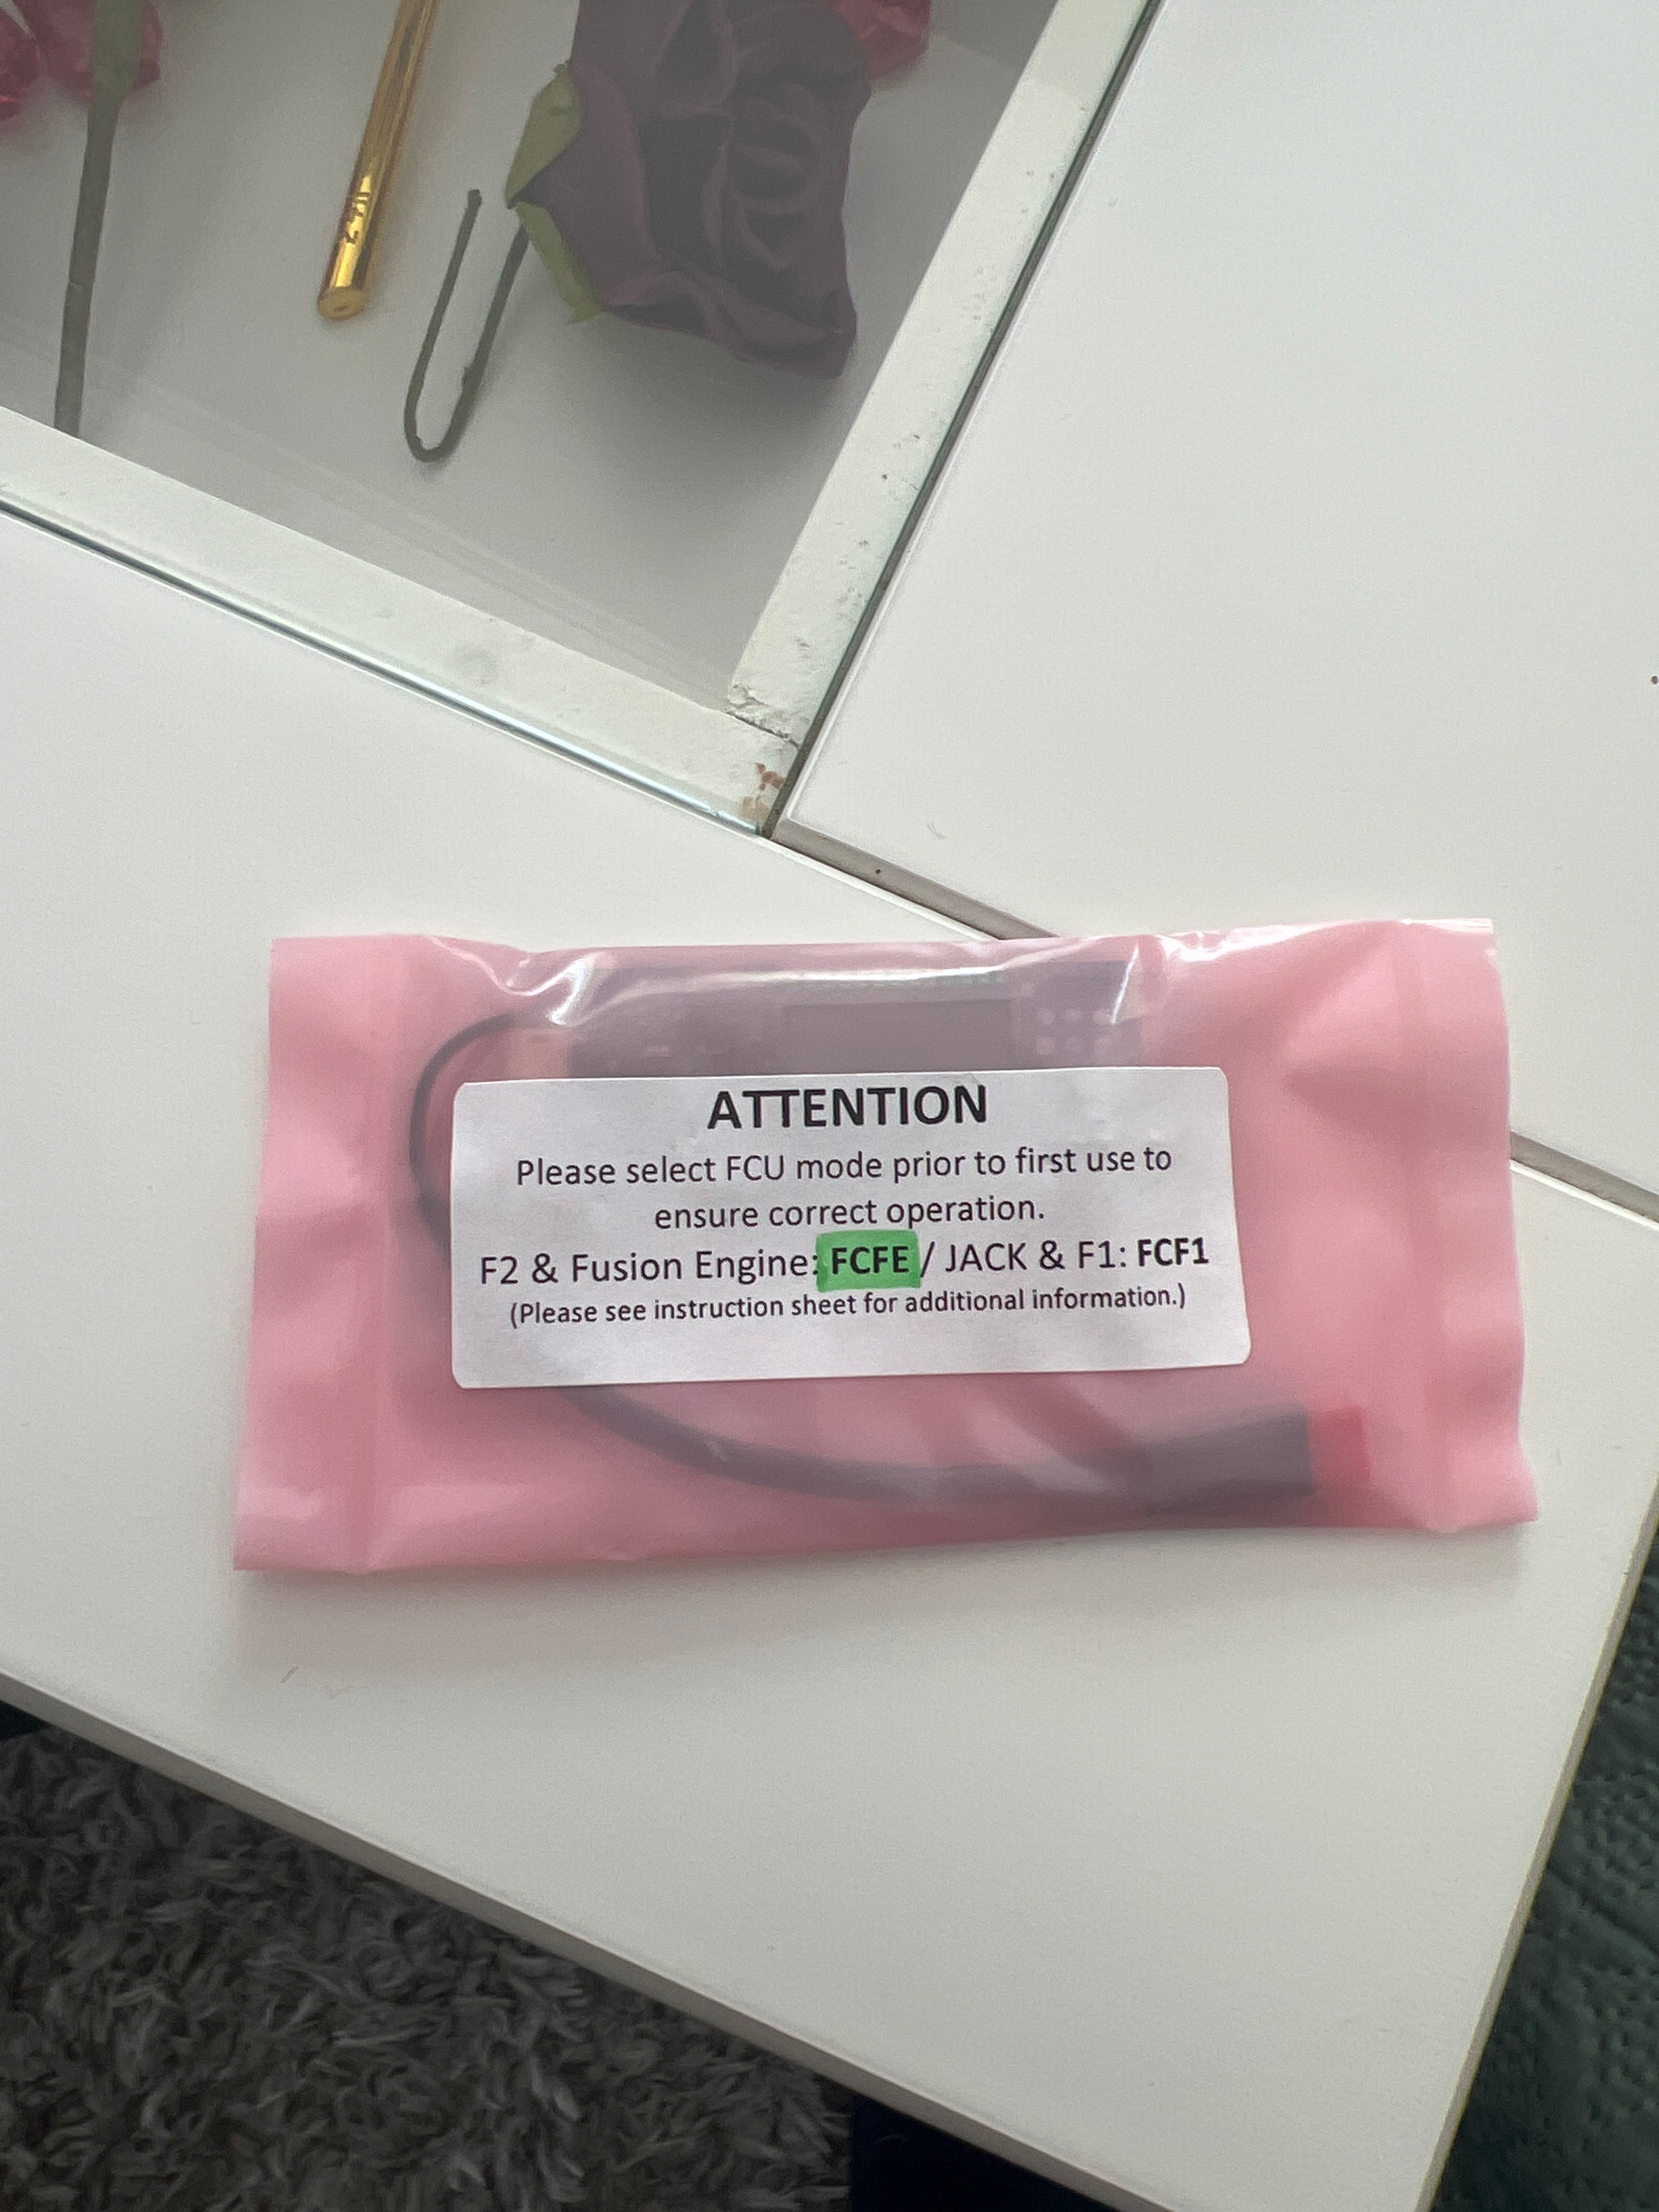 ATTENTION
Please select FCU mode prior to first use to
ensure correct operation.
F2 & Fusion Engine: FCFE / JACK & F1: FCF1
(Please see instruction sheet for additional information.)